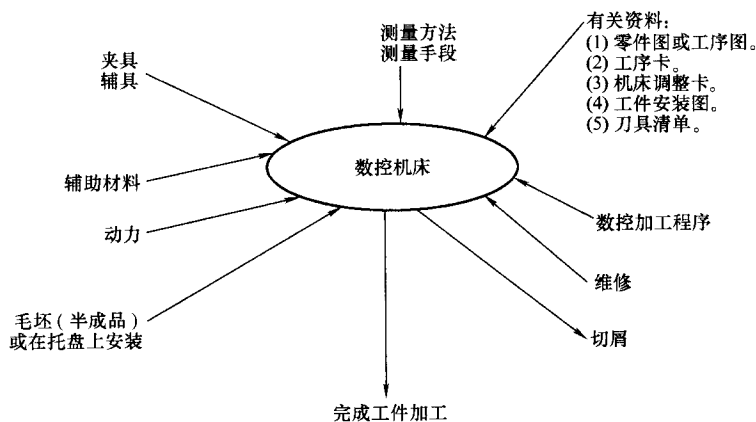 有关资料：
(1) 零件图或工序图。
(2) 工序卡。
(3) 机床调整卡。
(4) 工件安装图。
(5) 刀具清单。
测量方法
测量手段
夹具
辅具
数控机床
辅助材料
数控加工程序
动力
维修
毛坯（半成品）
或在托盘上安装
切屑
完成工件加工